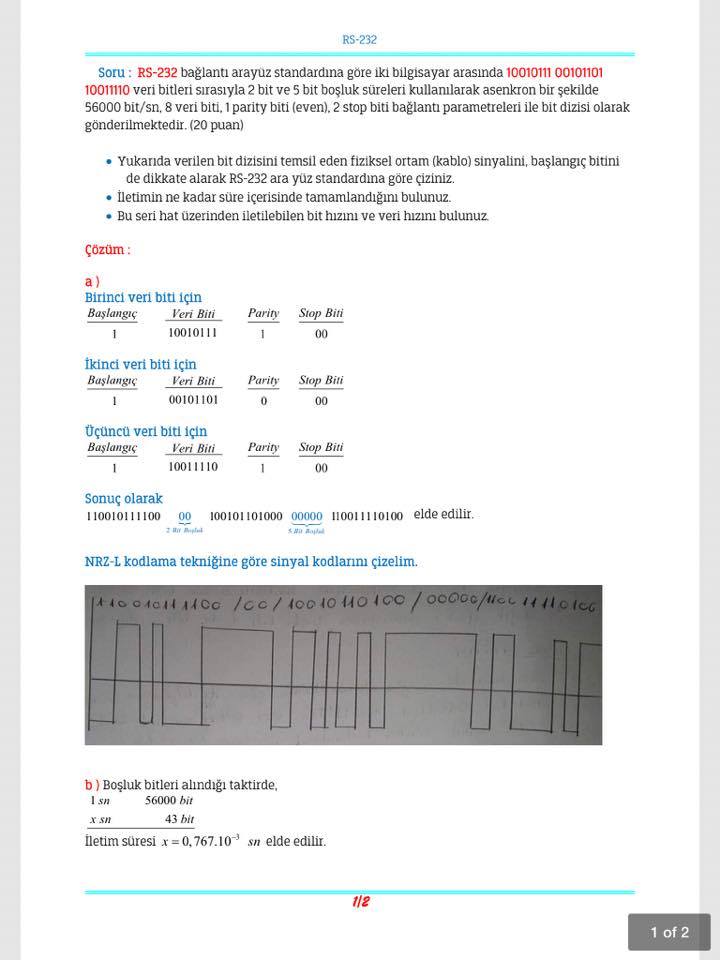 RS-232
Soru : RS-232 bağlantı arayüz standardına göre iki bilgisayar arasında 10010111 00101101
10011110 veri bitleri sırasıyla 2 bit ve 5 bit boşluk süreleri kullanılarak asenkron bir şekilde
56000 bit/sn, 8 veri biti, 1 parity biti (even), 2 stop biti bağlantı parametreleri ile bit dizisi olarak
gönderilmektedir. (20 puan)
• Yukarıda verilen bit dizisini temsil eden fiziksel ortam (kablo) sinyalini, başlangıç bitini
de dikkate alarak RS-232 ara yüz standardına göre çiziniz.
• İletimin ne kadar süre içerisinde tamamlandığını bulunuz.
• Bu seri hat üzerinden iletilebilen bit hızını ve veri hızını bulunuz.
Çözüm :
a )
Birinci veri biti için
Başlangıç Veri Biti Parity Stop Biti
1 10010111 1 00
İkinci veri biti için
Başlangıç Veri Biti Parity Stop Biti
1 00101101 0 00
Üçüncü veri biti için
Başlangıç Veri Biti Parity Stop Biti
1 10011110 1 00
Sonuç olarak
110010111100 00 100101101000 00000 110011110100 elde edilir.
2 Bit Boşluk 5 Bit Boşluk
NRZ-L kodlama tekniğine göre sinyal kodlarını çizelim.
110010111100 /00/ 10010110100 / 00000/110011110100
b ) Boşluk bitleri alındığı taktirde,
1 sn 56000 bit
x sn 43 bit
İletim süresi x = 0,767.10⁻³ sn elde edilir.
1/2
1 of 2